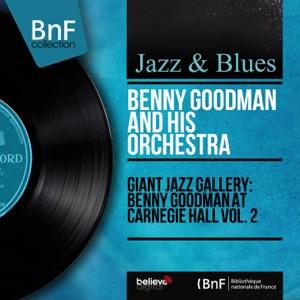 BnF
collection
Jazz & Blues
BENNY GOODMAN
AND HIS
ORCHESTRA
GIANT JAZZ GALLERY:
BENNY GOODMAN AT
CARNEGIE HALL VOL. 2
believe
digital
{BnF
Bibliothèque
nationale de France